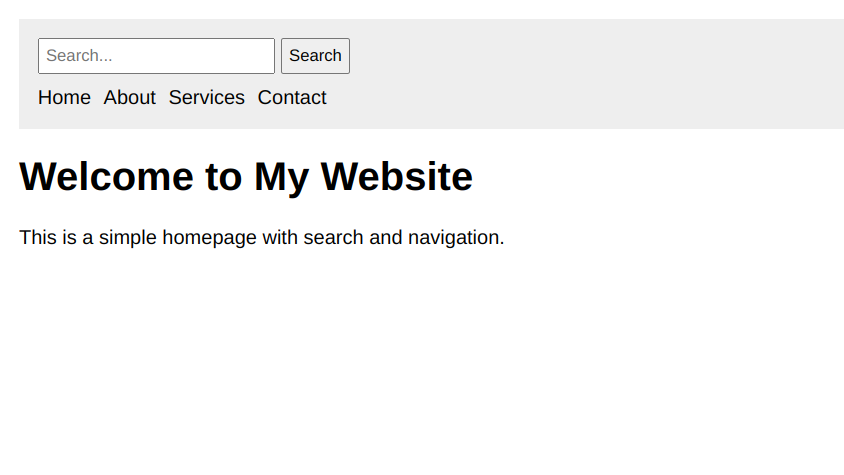 Search... Search
Home About Services Contact
Welcome to My Website
This is a simple homepage with search and navigation.